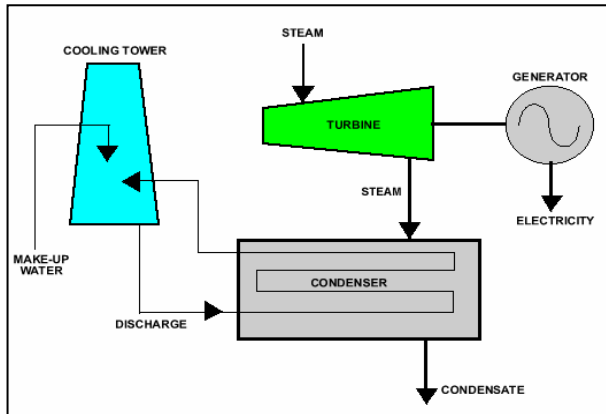 STEAM
COOLING TOWER
GENERATOR
TURBINE
STEAM
ELECTRICITY
MAKE-UP
WATER
CONDENSER
DISCHARGE
CONDENSATE